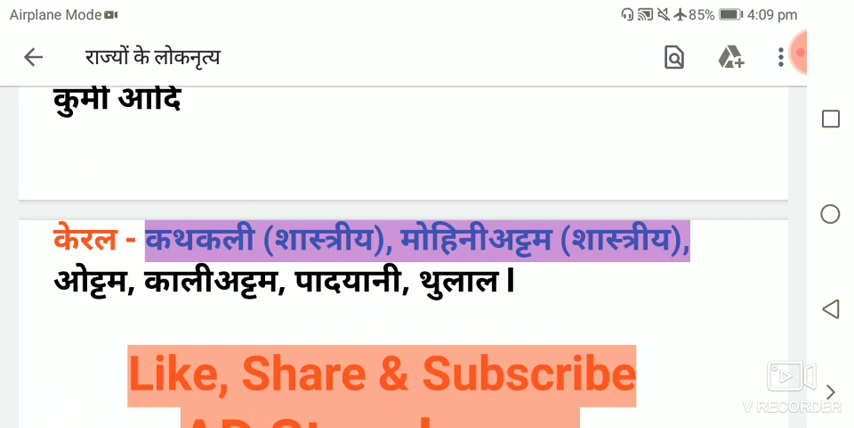 Airplane Mode 85% 4:09 pm
राज्यों के लोकनृत्य
कुमी आदि
केरल - कथकली (शास्त्रीय), मोहिनीअट्टम (शास्त्रीय),
ओट्टम, कालीअट्टम, पादयानी, थुलाल।
Like, Share & Subscribe
V RECORDER